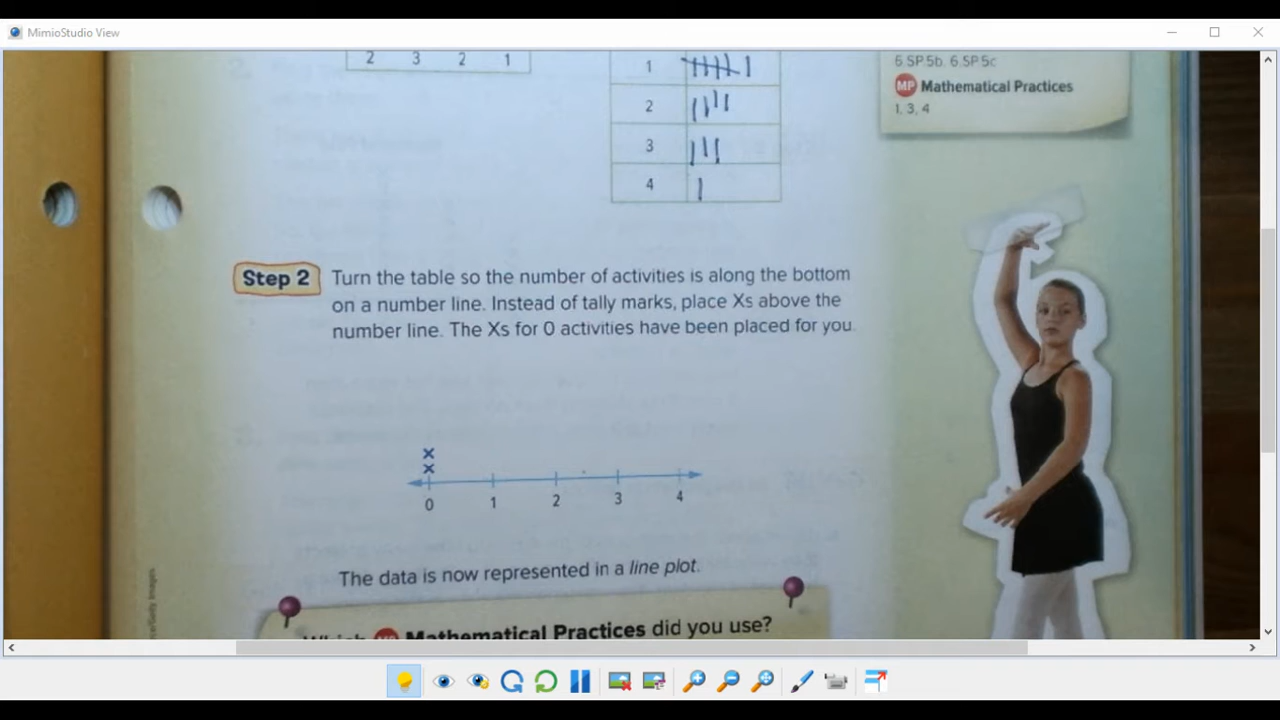 MimioStudio View
2 3 2 1
1
2
3
4
6.SP.5b, 6.SP.5c
MP Mathematical Practices
1, 3, 4
Step 2 Turn the table so the number of activities is along the bottom
on a number line. Instead of tally marks, place Xs above the
number line. The Xs for 0 activities have been placed for you.
x
x
0 1 2 3 4
The data is now represented in a line plot.
Which MP Mathematical Practices did you use?